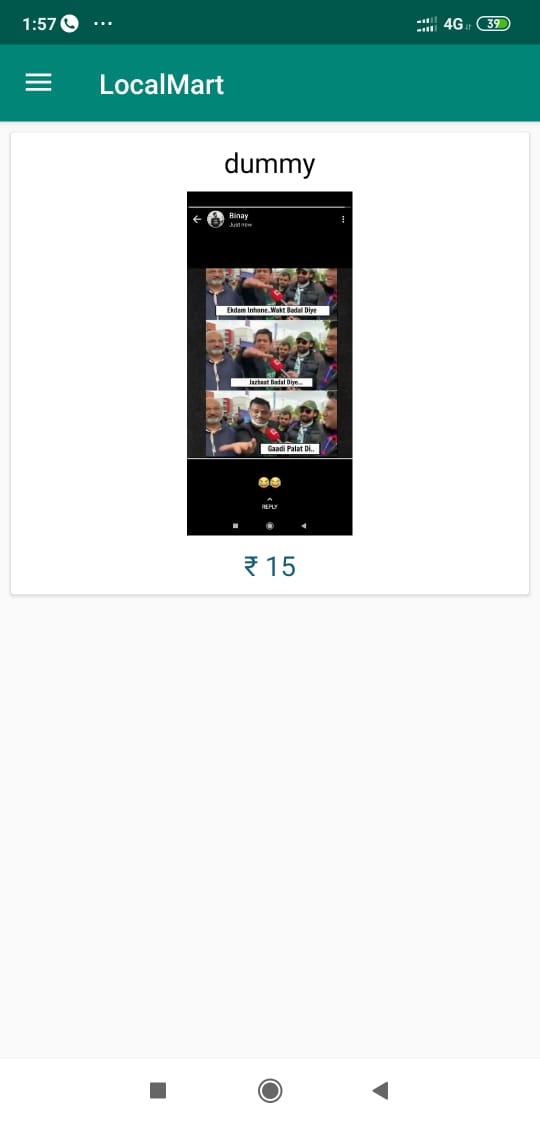 1:57
4G 39
LocalMart
dummy
Binay
Just now
Ekdam Inhone..Wakt Badal Diye
Jazbaat Badal Diye...
Gaadi Palat Di..
REPLY
₹ 15